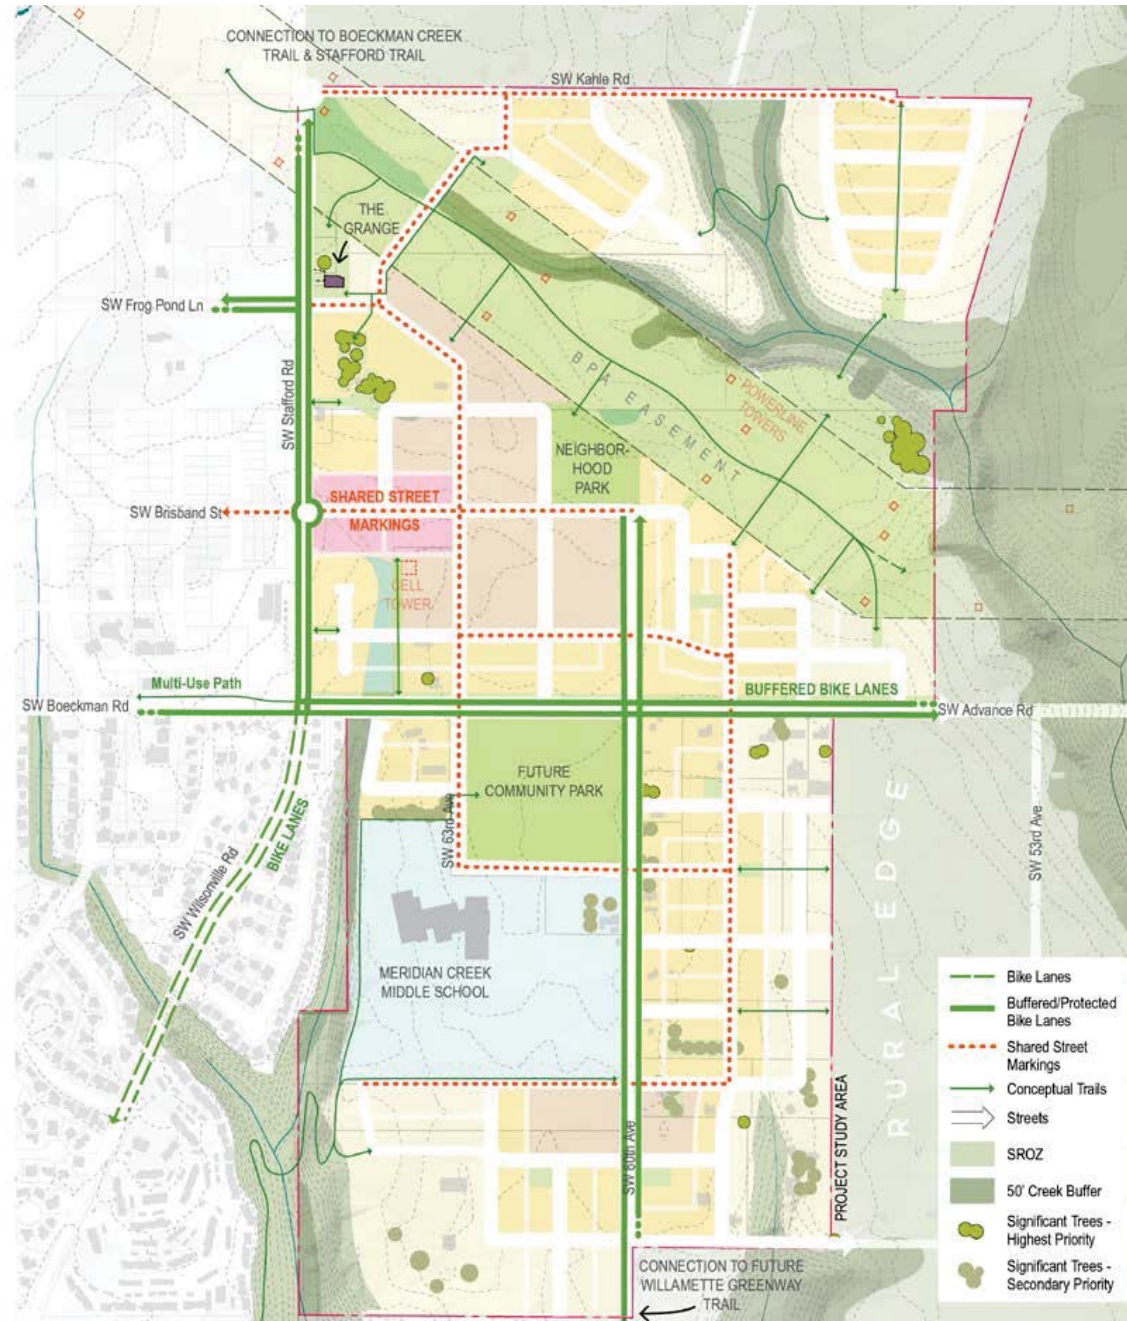 CONNECTION TO BOECKMAN CREEK
TRAIL & STAFFORD TRAIL
SW Kahle Rd
THE
GRANGE
SW Frog Pond Ln
SW Stafford Rd
BPA EASEMENT
POWERLINE
TOWERS
NEIGHBOR-
HOOD
PARK
SW Brisband St
SHARED STREET
MARKINGS
CELL
TOWER
Multi-Use Path
BUFFERED BIKE LANES
SW Boeckman Rd
SW Advance Rd
FUTURE
COMMUNITY PARK
SW 63rd Ave
BIKE LANES
SW Wilsonville Rd
RURAL EDGE
SW 53rd Ave
MERIDIAN CREEK
MIDDLE SCHOOL
SW 60th Ave
PROJECT STUDY AREA
CONNECTION TO FUTURE
WILLAMETTE GREENWAY
TRAIL
Bike Lanes
Buffered/Protected
Bike Lanes
Shared Street
Markings
Conceptual Trails
Streets
SROZ
50' Creek Buffer
Significant Trees -
Highest Priority
Significant Trees -
Secondary Priority